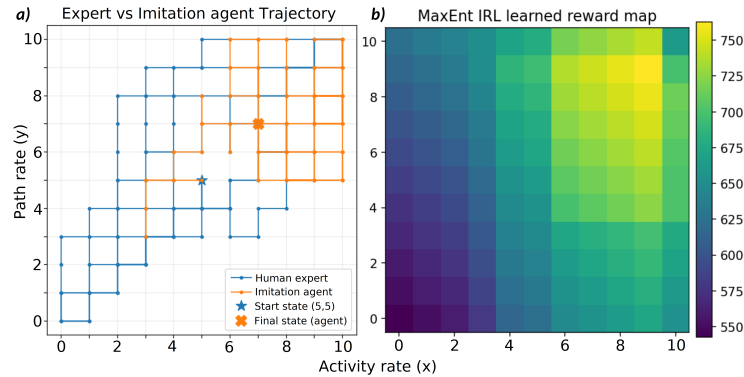 a) Expert vs Imitation agent Trajectory
10
8
6
4
2
0
Path rate (y)
0 2 4 6 8 10
Human expert
Imitation agent
Start state (5,5)
Final state (agent)
b) MaxEnt IRL learned reward map
10
8
6
4
2
0
0 2 4 6 8 10
750
725
700
675
650
625
600
575
550
Activity rate (x)